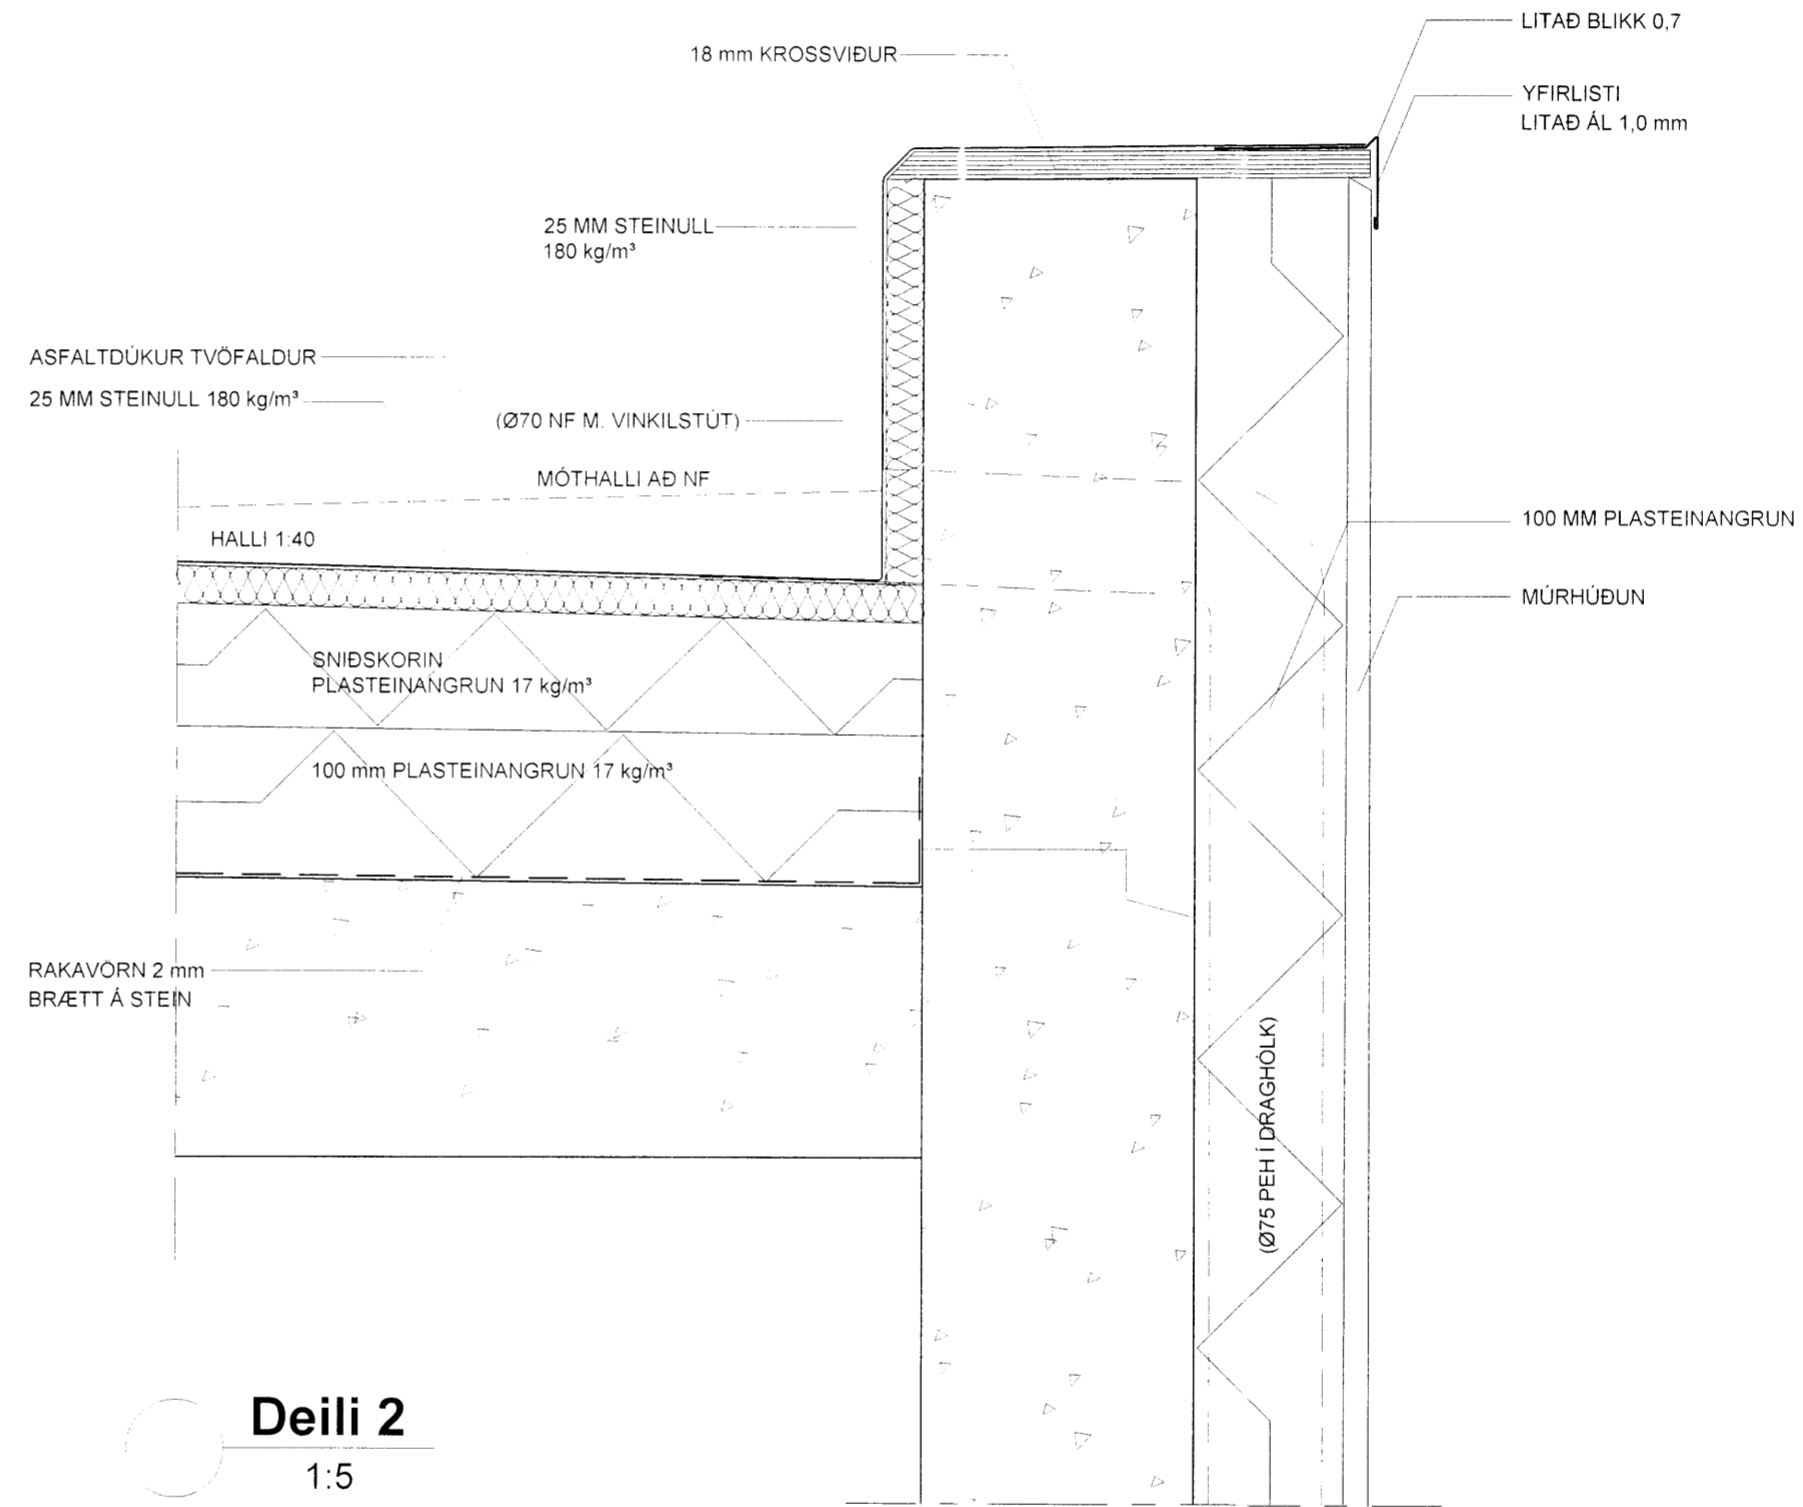 LITAÐ BLIKK 0,7
18 mm KROSSVIÐUR
YFIRLISTI
LITAÐ ÁL 1,0 mm
25 MM STEINULL
180 kg/m³
ASFALTDÚKUR TVÖFALDUR
25 MM STEINULL 180 kg/m³
(Ø70 NF M. VINKILSTÚT)
MÓTHALLI AÐ NF
HALLI 1:40
100 MM PLASTEINANGRUN
MÚRHÚÐUN
SNIÐSKORIN
PLASTEINANGRUN 17 kg/m³
100 mm PLASTEINANGRUN 17 kg/m³
RAKAVÖRN 2 mm
BRÆTT Á STEIN
(Ø75 PEH Í DRAGHÓLK)
Deili 2
1:5